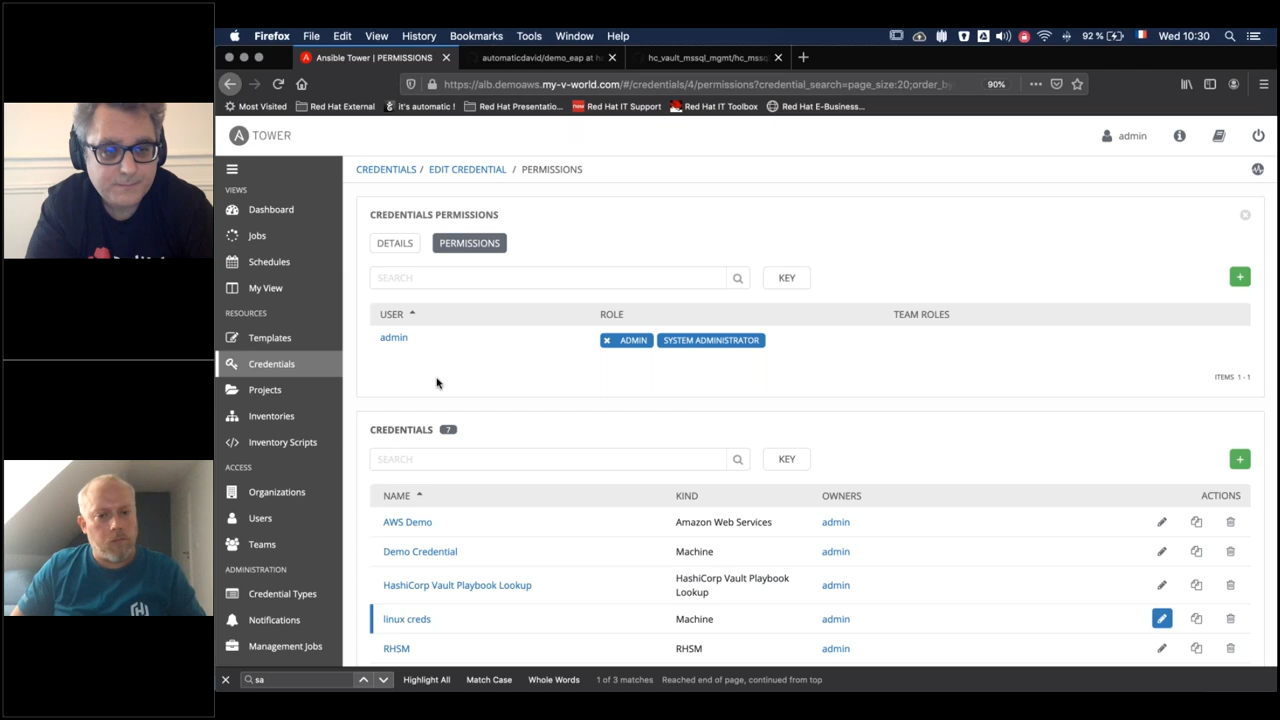 Firefox File Edit View History Bookmarks Tools Window Help 92 % Wed 10:30
Ansible Tower | PERMISSIONS automaticdavid/demo_eap at hc_vault_mssql_mgmt/hc_mssq
https://alb.demoaws.my-v-world.com/#/credentials/4/permissions?credential_search=page_size:20;order_by 90%
Most Visited Red Hat External it's automatic ! Red Hat Presentatio... Red Hat IT Support Red Hat IT Toolbox Red Hat E-Business...
A TOWER admin
CREDENTIALS / EDIT CREDENTIAL / PERMISSIONS
VIEWS
Dashboard
Jobs
Schedules
My View
RESOURCES
Templates
Credentials
Projects
Inventories
Inventory Scripts
ACCESS
Organizations
Users
Teams
ADMINISTRATION
Credential Types
Notifications
Management Jobs
CREDENTIALS PERMISSIONS
DETAILS PERMISSIONS
SEARCH KEY
USER ROLE TEAM ROLES
admin ADMIN SYSTEM ADMINISTRATOR
ITEMS 1 - 1
CREDENTIALS 7
SEARCH KEY
NAME KIND OWNERS ACTIONS
AWS Demo Amazon Web Services admin
Demo Credential Machine admin
HashiCorp Vault Playbook Lookup HashiCorp Vault Playbook Lookup admin
linux creds Machine admin
RHSM RHSM admin
sa Highlight All Match Case Whole Words 1 of 3 matches Reached end of page, continued from top